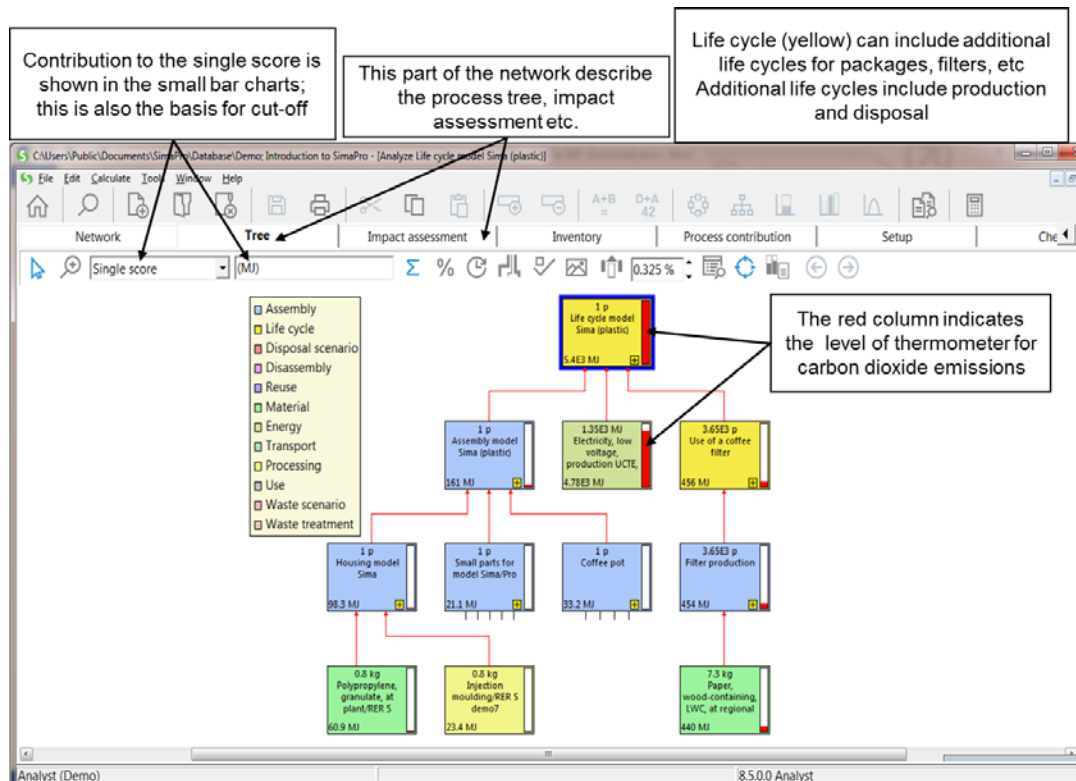 Contribution to the single score is
shown in the small bar charts;
this is also the basis for cut-off
This part of the network describe
the process tree, impact
assessment etc.
Life cycle (yellow) can include additional
life cycles for packages, filters, etc
Additional life cycles include production
and disposal
C:\Users\Public\Documents\SimaPro\Database\Demo; Introduction to SimaPro - [Analyze Life cycle model Sima (plastic)]
File Edit Calculate Tools Window Help
A+B
=
D+A
42
Network Tree Impact assessment Inventory Process contribution Setup Che
Single score (MJ) Σ % 0.325 %
Assembly
Life cycle
Disposal scenario
Disassembly
Reuse
Material
Energy
Transport
Processing
Use
Waste scenario
Waste treatment
1 p
Life cycle model
Sima (plastic)
5.4E3 MJ
The red column indicates
the level of thermometer for
carbon dioxide emissions
1 p
Assembly model
Sima (plastic)
161 MJ
1.35E3 MJ
Electricity, low
voltage,
production UCTE,
4.78E3 MJ
3.65E3 p
Use of a coffee
filter
456 MJ
1 p
Housing model
Sima
98.3 MJ
1 p
Small parts for
model Sima/Pro
21.1 MJ
1 p
Coffee pot
33.2 MJ
3.65E3 p
Filter production
454 MJ
0.8 kg
Polypropylene,
granulate, at
plant/RER S
60.9 MJ
0.8 kg
Injection
moulding/RER S
demo7
23.4 MJ
7.3 kg
Paper,
wood-containing,
LWC, at regional
440 MJ
Analyst (Demo) 8.5.0.0 Analyst